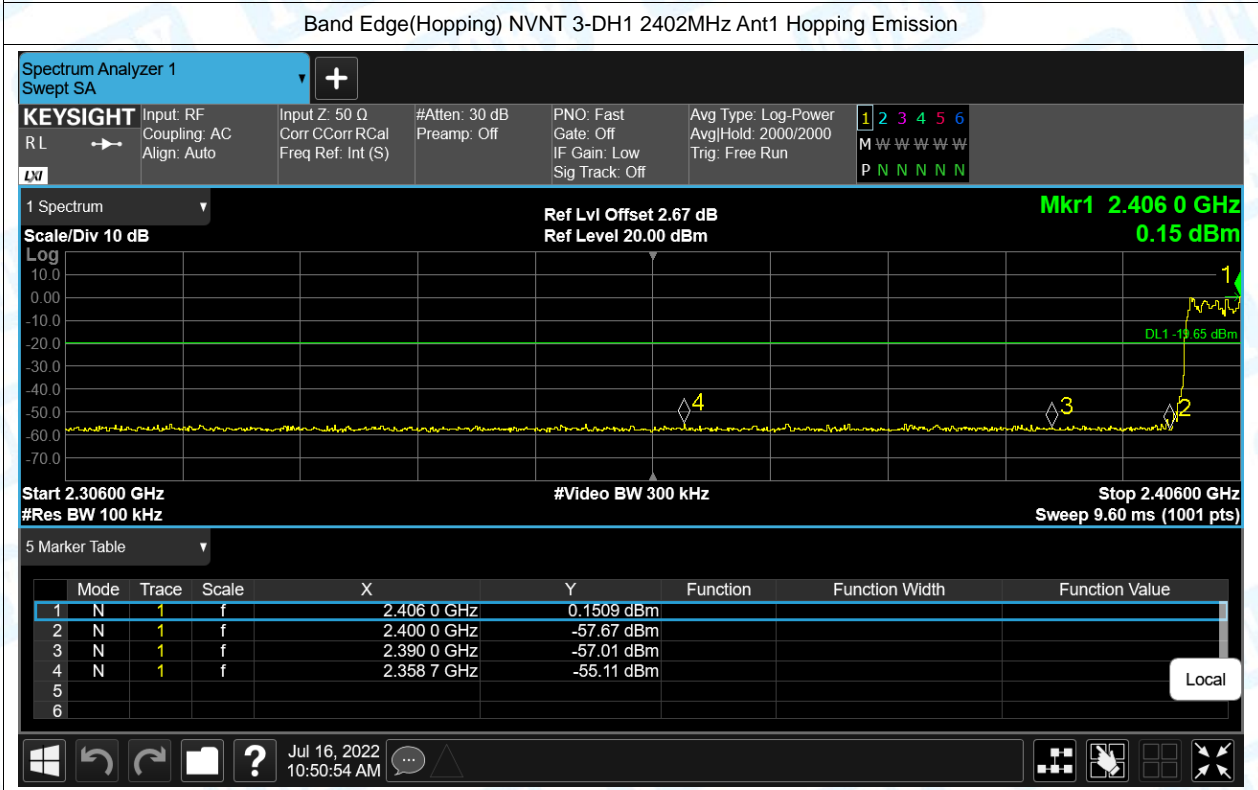 Band Edge(Hopping) NVNT 3-DH1 2402MHz Ant1 Hopping Emission
Spectrum Analyzer 1
Swept SA
KEYSIGHT
RL
LXI
Input: RF
Coupling: AC
Align: Auto
Input Z: 50 Ω
Corr CCorr RCal
Freq Ref: Int (S)
#Atten: 30 dB
Preamp: Off
PNO: Fast
Gate: Off
IF Gain: Low
Sig Track: Off
Avg Type: Log-Power
Avg|Hold: 2000/2000
Trig: Free Run
1 2 3 4 5 6
M W W W W W
P N N N N N
1 Spectrum
Scale/Div 10 dB
Ref Lvl Offset 2.67 dB
Ref Level 20.00 dBm
Mkr1 2.406 0 GHz
0.15 dBm
Log
10.0
0.00
-10.0
-20.0
-30.0
-40.0
-50.0
-60.0
-70.0
1
DL1 -19.65 dBm
4
3
2
Start 2.30600 GHz
#Video BW 300 kHz
Stop 2.40600 GHz
#Res BW 100 kHz
Sweep 9.60 ms (1001 pts)
5 Marker Table
Mode Trace Scale X Y Function Function Width Function Value
1 N 1 f 2.406 0 GHz 0.1509 dBm
2 N 1 f 2.400 0 GHz -57.67 dBm
3 N 1 f 2.390 0 GHz -57.01 dBm
4 N 1 f 2.358 7 GHz -55.11 dBm
5
6
Local
Jul 16, 2022
10:50:54 AM